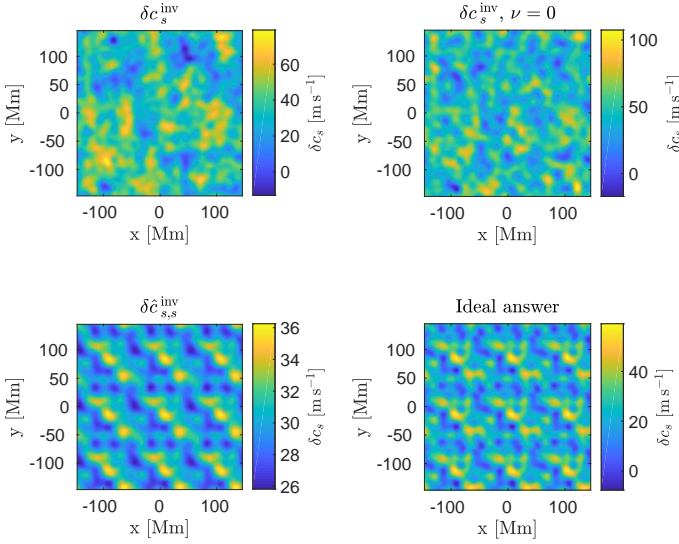 δc_s^inv
100
50
0
-50
-100
y [Mm]
-100 0 100
x [Mm]
60
40
20
0
δc_s [m s⁻¹]
δc_s^inv, ν = 0
100
50
0
-50
-100
y [Mm]
-100 0 100
x [Mm]
100
50
0
δc_s [m s⁻¹]
δĉ_s,s^inv
100
50
0
-50
-100
y [Mm]
-100 0 100
x [Mm]
36
34
32
30
28
26
δc_s [m s⁻¹]
Ideal answer
100
50
0
-50
-100
y [Mm]
-100 0 100
x [Mm]
40
20
0
δc_s [m s⁻¹]